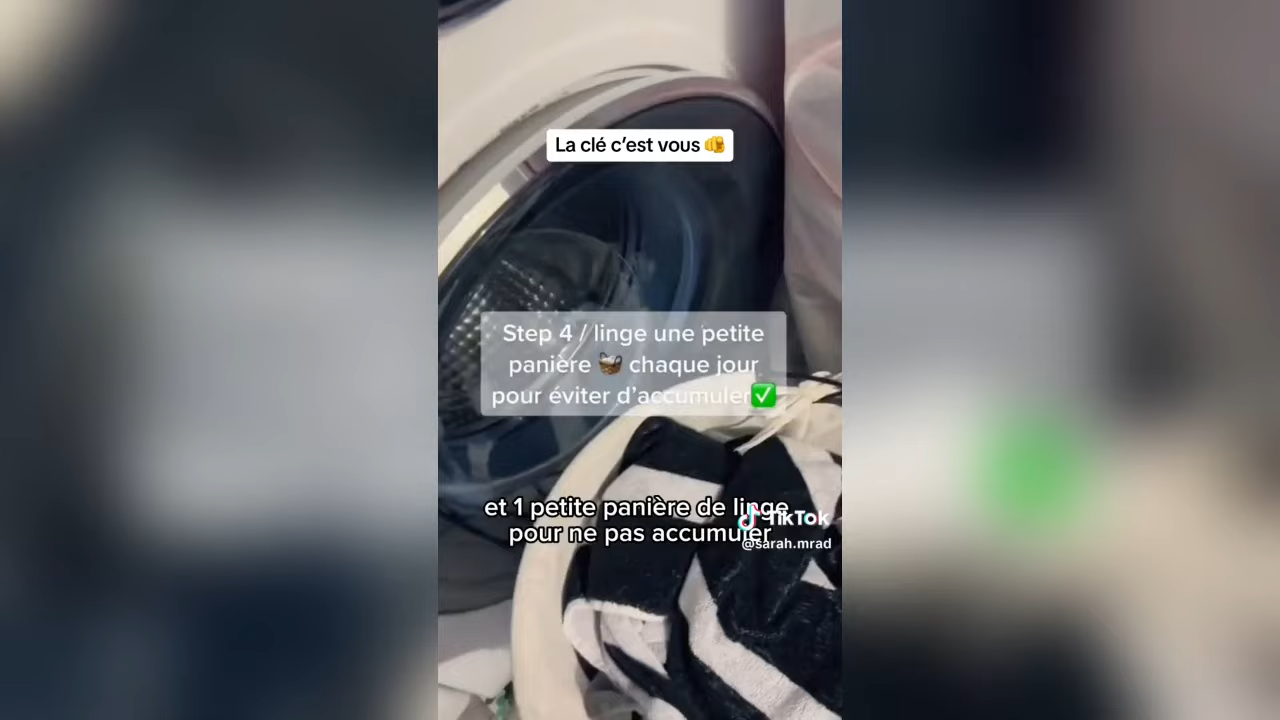 La clé c'est vous 🫵
Step 4 / linge une petite
panière 🧺 chaque jour
pour éviter d'accumuler✅
et 1 petite panière de linge
pour ne pas accumuler
TikTok
@sarah.mrad